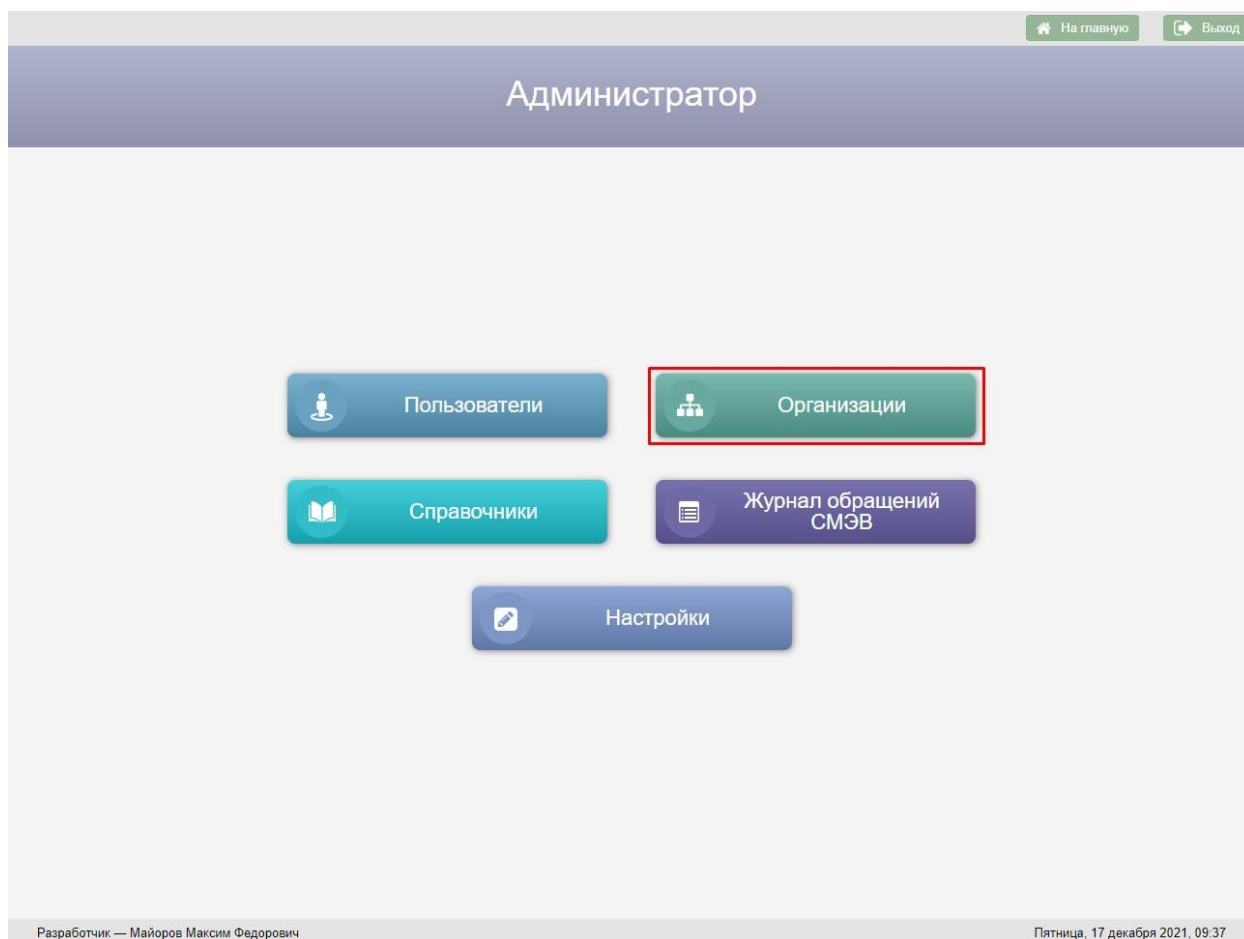 На главную
Выход
Администратор
Пользователи
Организации
Справочники
Журнал обращений
СМЭВ
Настройки
Разработчик — Майоров Максим Федорович
Пятница, 17 декабря 2021, 09:37